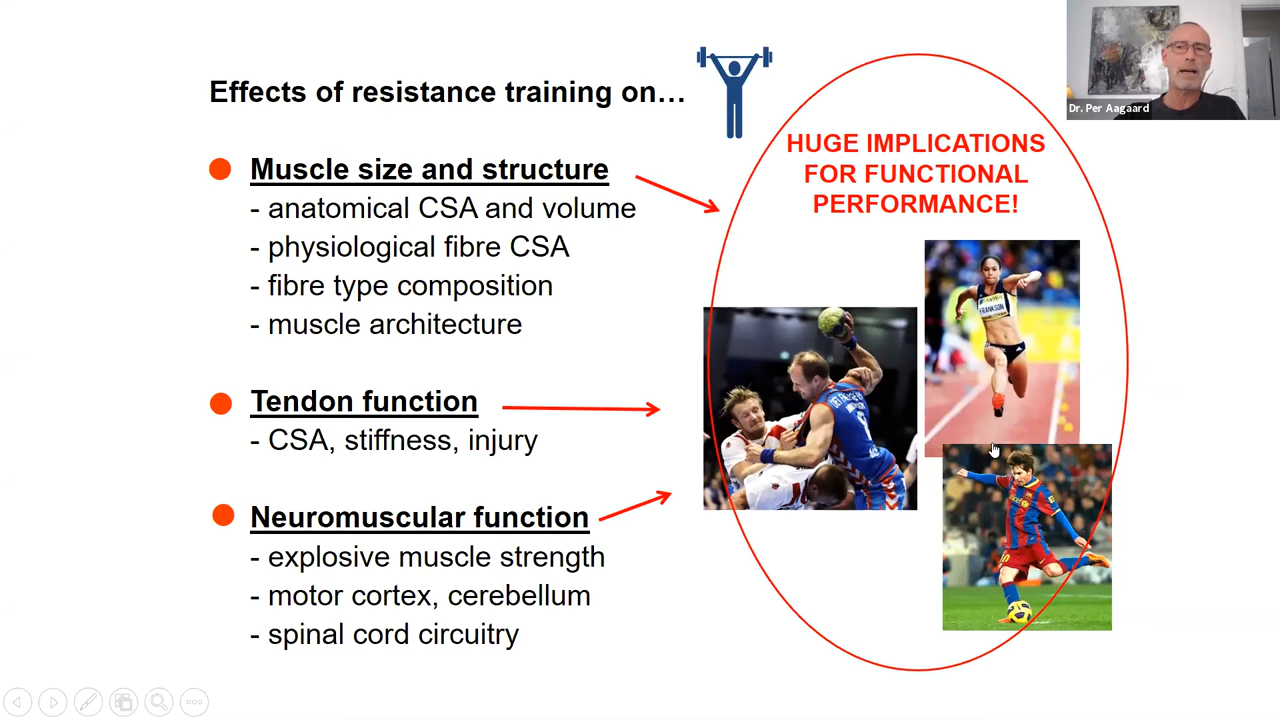 Effects of resistance training on…
Muscle size and structure
- anatomical CSA and volume
- physiological fibre CSA
- fibre type composition
- muscle architecture
Tendon function
- CSA, stiffness, injury
Neuromuscular function
- explosive muscle strength
- motor cortex, cerebellum
- spinal cord circuitry
HUGE IMPLICATIONS
FOR FUNCTIONAL
PERFORMANCE!
FRANKSON
unicef
Dr. Per Aagaard